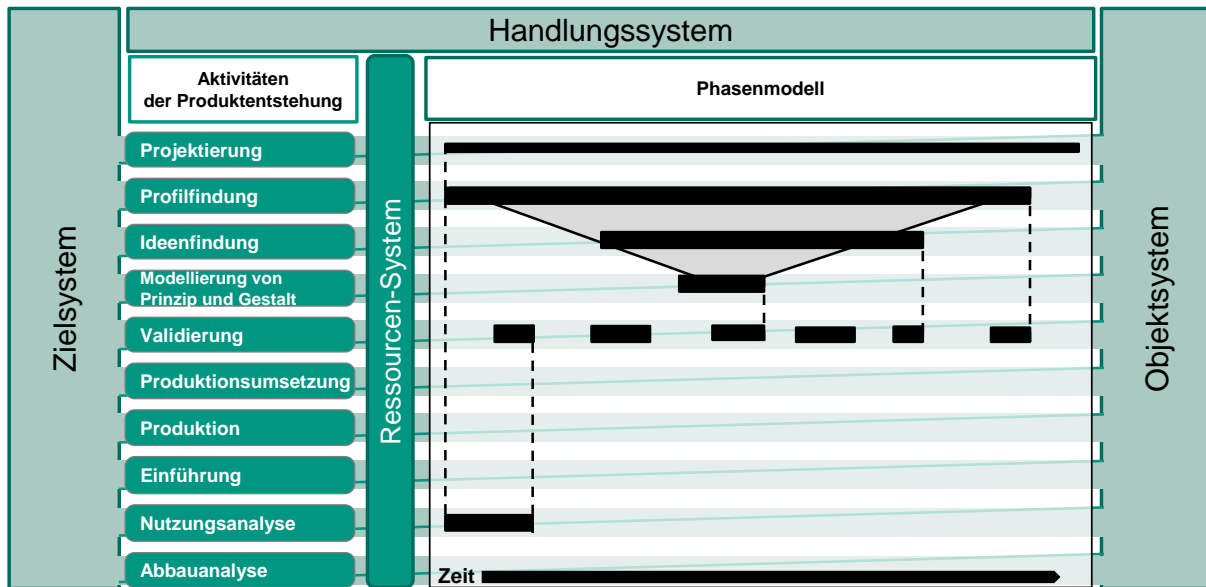 Handlungssystem
Zielsystem
Aktivitäten
der Produktentstehung
Ressourcen-System
Phasenmodell
Objektsystem
Projektierung
Profilfindung
Ideenfindung
Modellierung von
Prinzip und Gestalt
Validierung
Produktionsumsetzung
Produktion
Einführung
Nutzungsanalyse
Abbauanalyse
Zeit